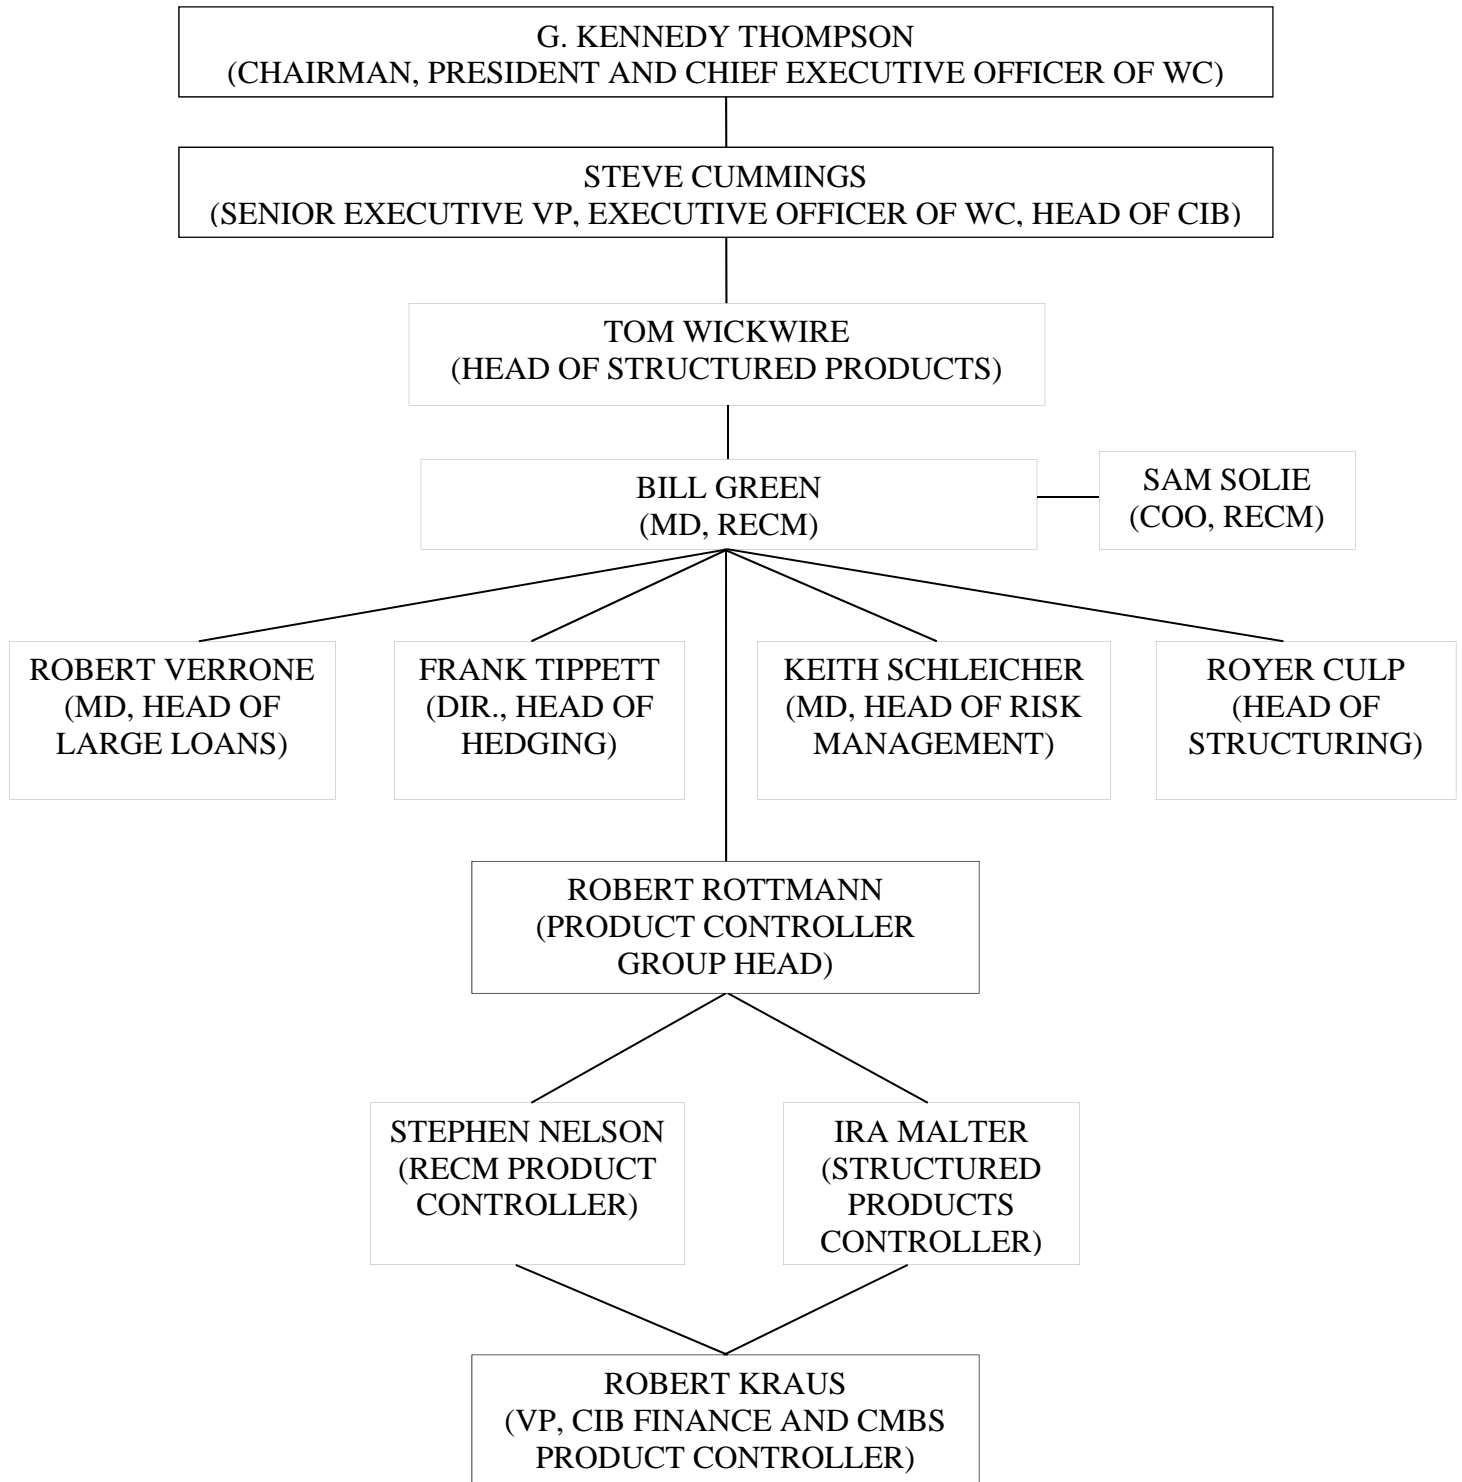 G. KENNEDY THOMPSON
(CHAIRMAN, PRESIDENT AND CHIEF EXECUTIVE OFFICER OF WC)
STEVE CUMMINGS
(SENIOR EXECUTIVE VP, EXECUTIVE OFFICER OF WC, HEAD OF CIB)
TOM WICKWIRE
(HEAD OF STRUCTURED PRODUCTS)
BILL GREEN
(MD, RECM)
SAM SOLIE
(COO, RECM)
ROBERT VERRONE
(MD, HEAD OF
LARGE LOANS)
FRANK TIPPETT
(DIR., HEAD OF
HEDGING)
KEITH SCHLEICHER
(MD, HEAD OF RISK
MANAGEMENT)
ROYER CULP
(HEAD OF
STRUCTURING)
ROBERT ROTTMANN
(PRODUCT CONTROLLER
GROUP HEAD)
STEPHEN NELSON
(RECM PRODUCT
CONTROLLER)
IRA MALTER
(STRUCTURED
PRODUCTS
CONTROLLER)
ROBERT KRAUS
(VP, CIB FINANCE AND CMBS
PRODUCT CONTROLLER)